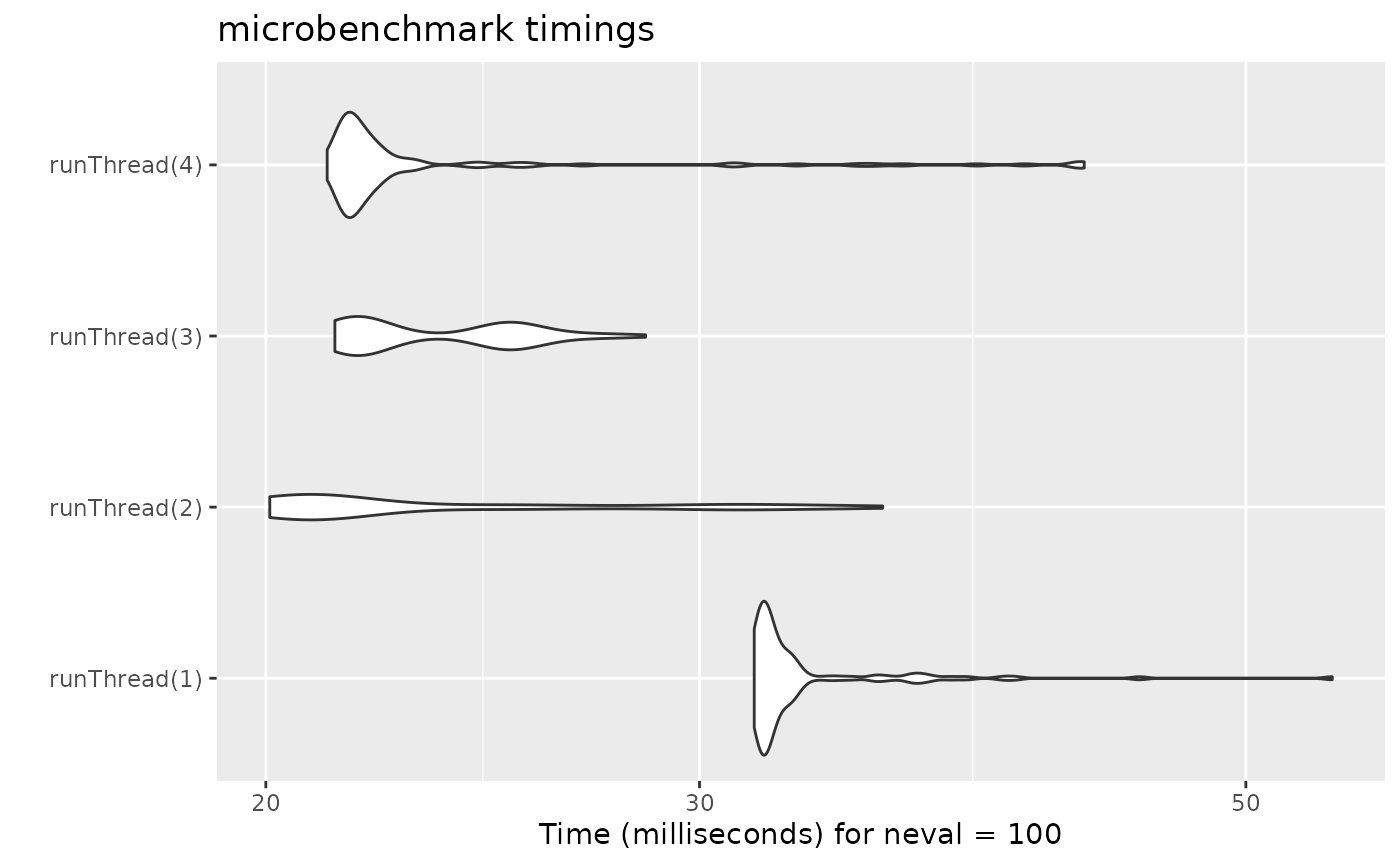 microbenchmark timings
runThread(4)
runThread(3)
runThread(2)
runThread(1)
20 30 50
Time (milliseconds) for neval = 100